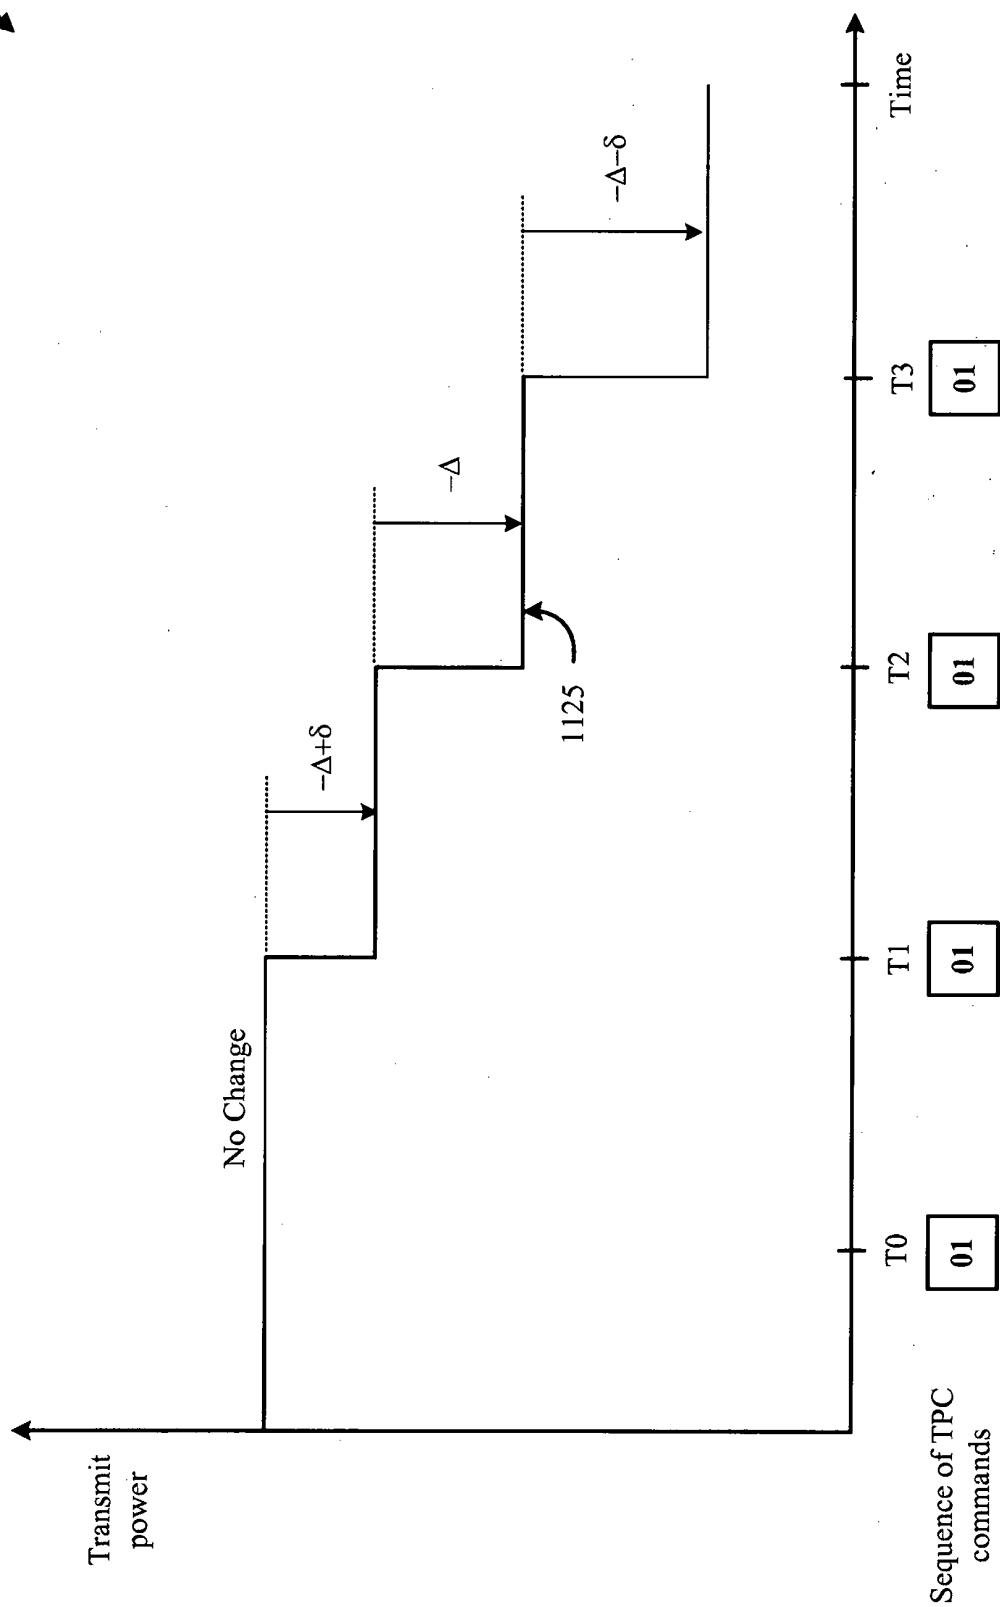 Transmit
power
No Change
−Δ+δ
−Δ
−Δ−δ
1125
T0
T1
T2
T3
Time
Sequence of TPC
commands
01
01
01
01